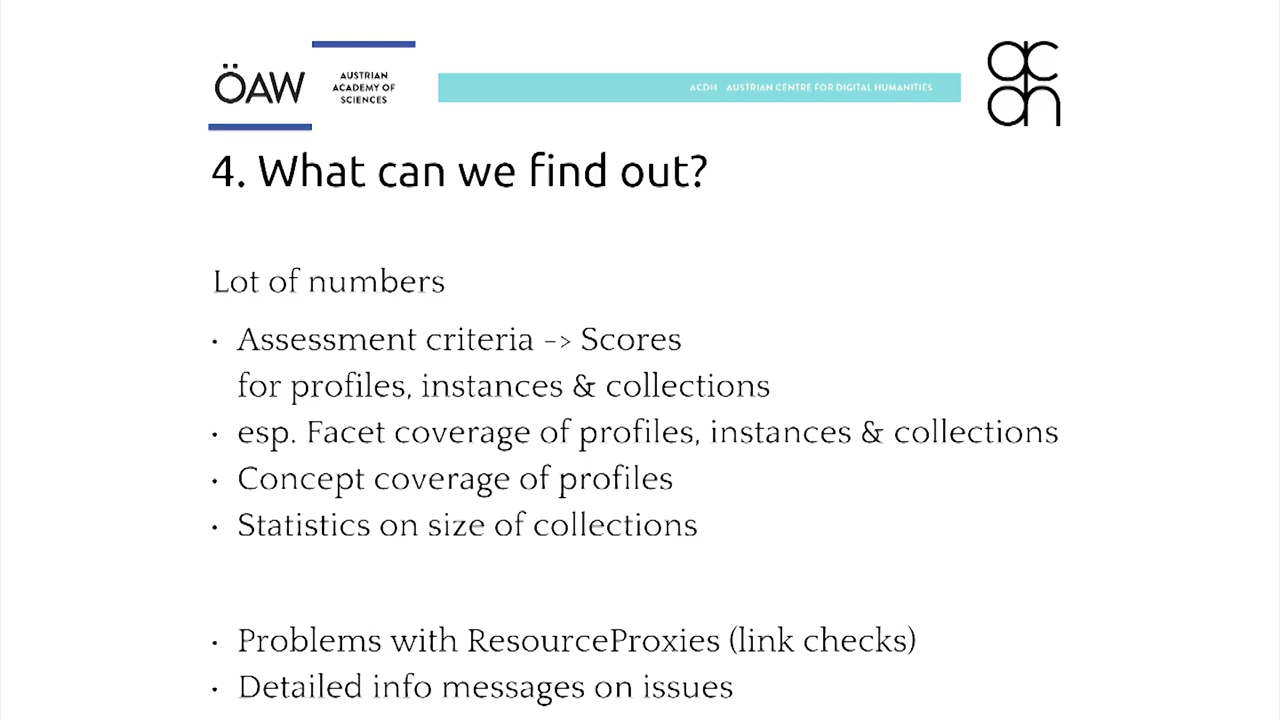 ÖAW
AUSTRIAN
ACADEMY OF
SCIENCES
ACDH AUSTRIAN CENTRE FOR DIGITAL HUMANITIES
ac
dh
4. What can we find out?
Lot of numbers
· Assessment criteria -> Scores
for profiles, instances & collections
· esp. Facet coverage of profiles, instances & collections
· Concept coverage of profiles
· Statistics on size of collections
· Problems with ResourceProxies (link checks)
· Detailed info messages on issues